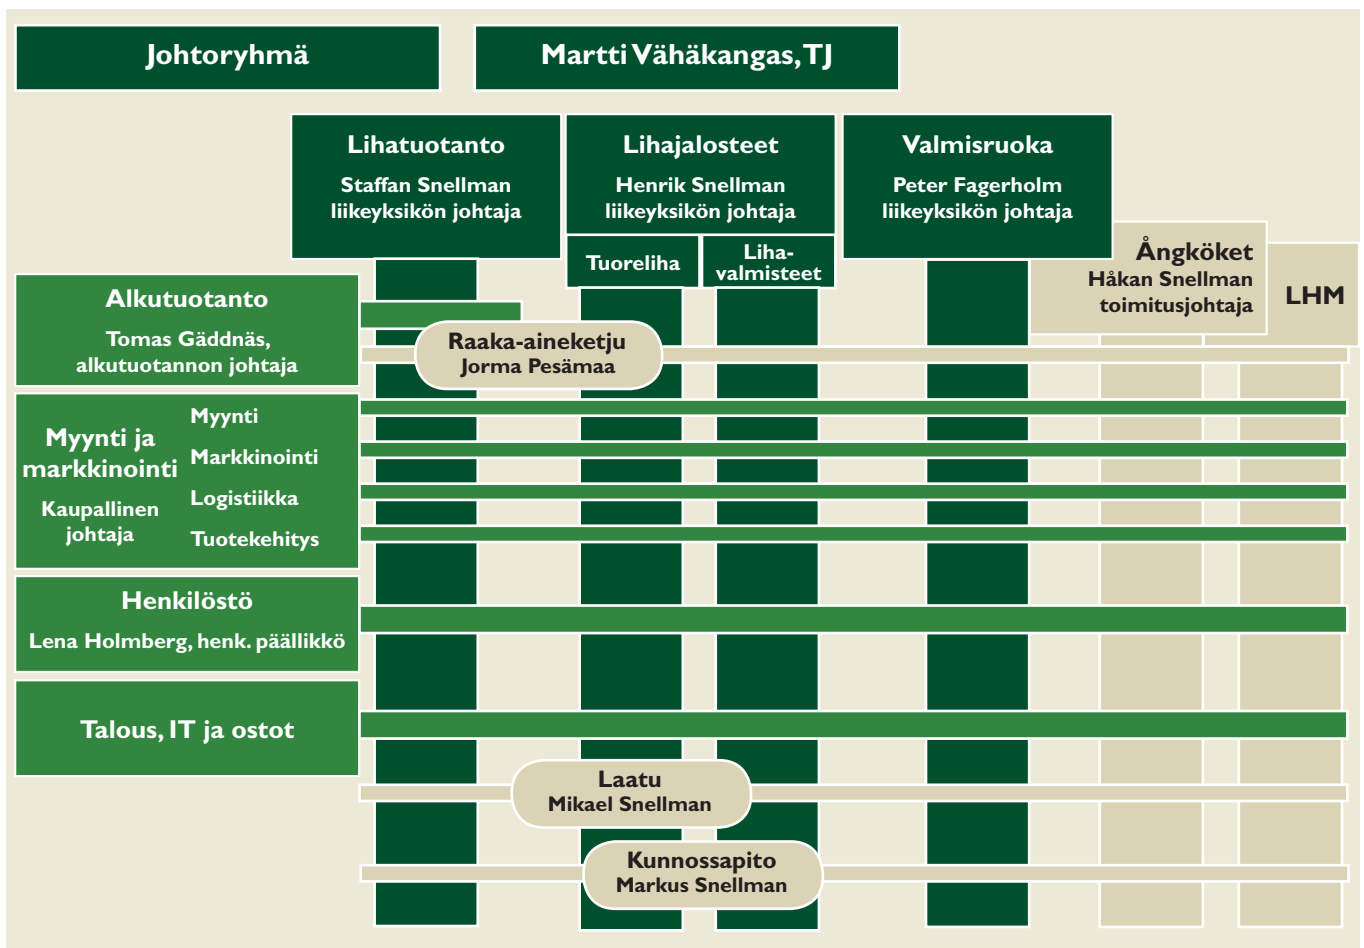 Johtoryhmä
Martti Vähäkangas, TJ
Lihatuotanto
Staffan Snellman
liikeyksikön johtaja
Lihajalosteet
Henrik Snellman
liikeyksikön johtaja
Tuoreliha
Liha-
valmisteet
Valmisruoka
Peter Fagerholm
liikeyksikön johtaja
Ångköket
Håkan Snellman
toimitusjohtaja
LHM
Alkutuotanto
Tomas Gäddnäs,
alkutuotannon johtaja
Raaka-aineketju
Jorma Pesämaa
Myynti ja
markkinointi
Kaupallinen
johtaja
Myynti
Markkinointi
Logistiikka
Tuotekehitys
Henkilöstö
Lena Holmberg, henk. päällikkö
Talous, IT ja ostot
Laatu
Mikael Snellman
Kunnossapito
Markus Snellman